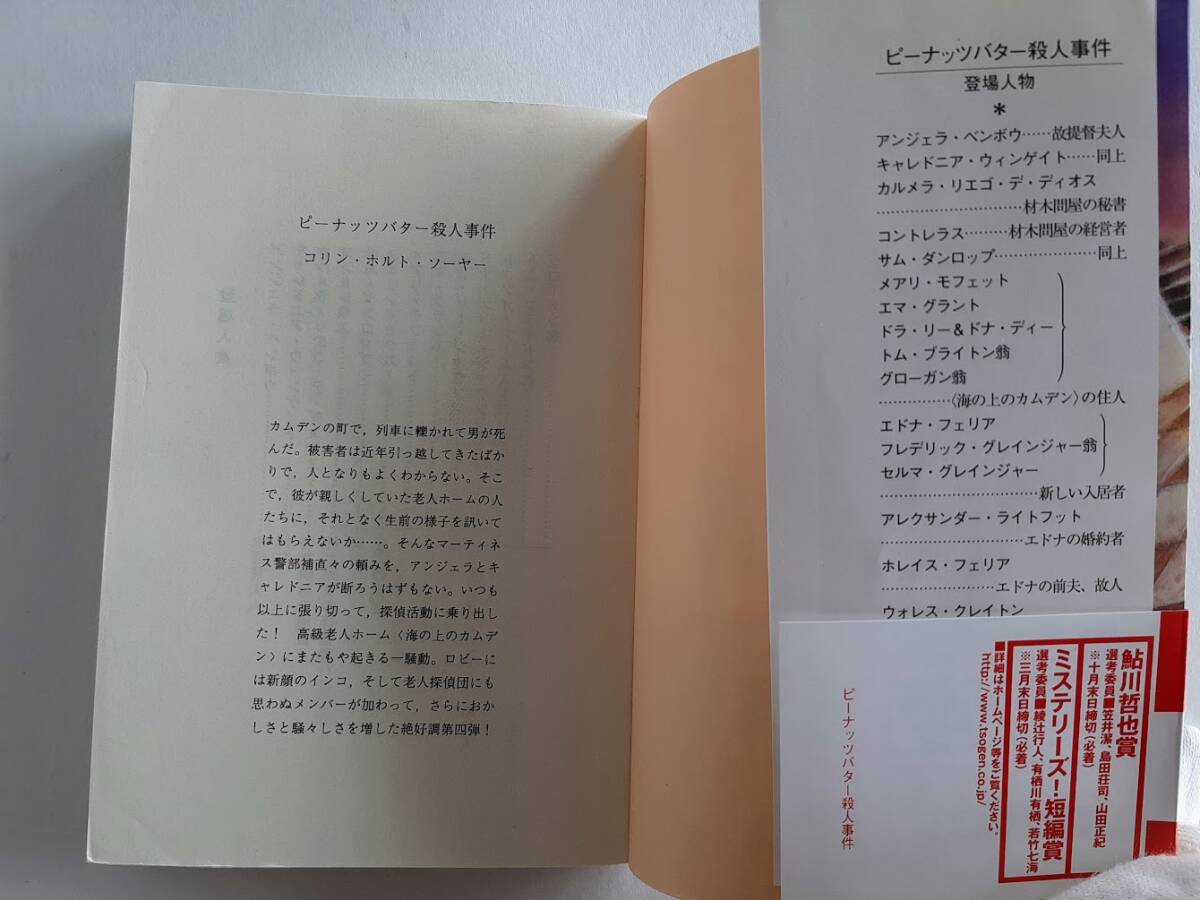 ピーナッツバター殺人事件
コリン・ホルト・ソーヤー
カムデンの町で，列車に轢かれて男が死
んだ。被害者は近年引っ越してきたばか
りで，人となりもよくわからない。そこ
で，彼が親しくしていた老人ホームの人
たちに，それとなく生前の様子を訊いて
はもらえないか……。そんなマーティネ
ス警部補直々の頼みを，アンジェラとキ
ャレドニアが断ろうはずもない。いつも
以上に張り切って，探偵活動に乗り出し
た！　高級老人ホーム〈海の上のカムデ
ン〉にまたもや起きる一騒動。ロビーに
は新顔のインコ，そして老人探偵団にも
思わぬメンバーが加わって，さらにおか
しさと騒々しさを増した絶好調第四弾！
ピーナッツバター殺人事件
登場人物
＊
アンジェラ・ベンボウ……故提督夫人
キャレドニア・ウィンゲイト……同上
カルメラ・リエゴ・デ・ディオス
……………………材木問屋の秘書
コントレラス………材木問屋の経営者
サム・ダンロップ………………同上
メアリ・モフェット
エマ・グラント
ドラ・リー＆ドナ・ディー
トム・ブライトン翁
グローガン翁
……………〈海の上のカムデン〉の住人
エドナ・フェリア
フレデリック・グレインジャー翁
セルマ・グレインジャー
………………………………新しい入居者
アレクサンダー・ライトフット
……………………………エドナの婚約者
ホレイス・フェリア
………………………エドナの前夫、故人
ウォレス・クレイトン
鮎川哲也賞
選考委員■笠井潔、島田荘司、山田正紀
※十月末日締切（必着）
ミステリーズ！短編賞
選考委員■綾辻行人、有栖川有栖、若竹七海
※三月末日締切（必着）
■詳細はホームページ等をご覧ください。
http://www.tsogen.co.jp/
ピーナッツバター殺人事件